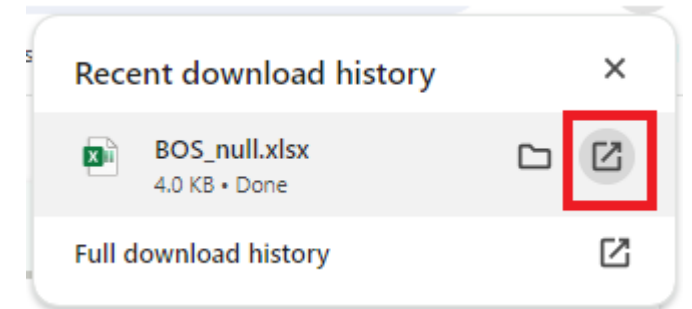 Recent download history
BOS_null.xlsx
4.0 KB • Done
Full download history